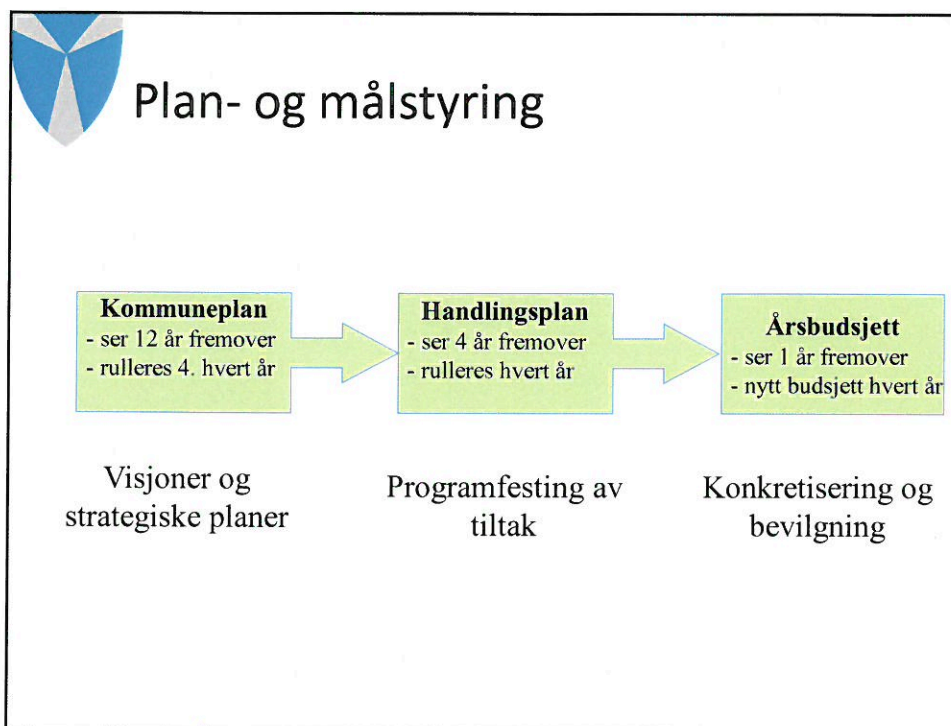 Plan- og målstyring
Kommuneplan
- ser 12 år fremover
- rulleres 4. hvert år
Handlingsplan
- ser 4 år fremover
- rulleres hvert år
Årsbudsjett
- ser 1 år fremover
- nytt budsjett hvert år
Visjoner og
strategiske planer
Programfesting av
tiltak
Konkretisering og
bevilgning